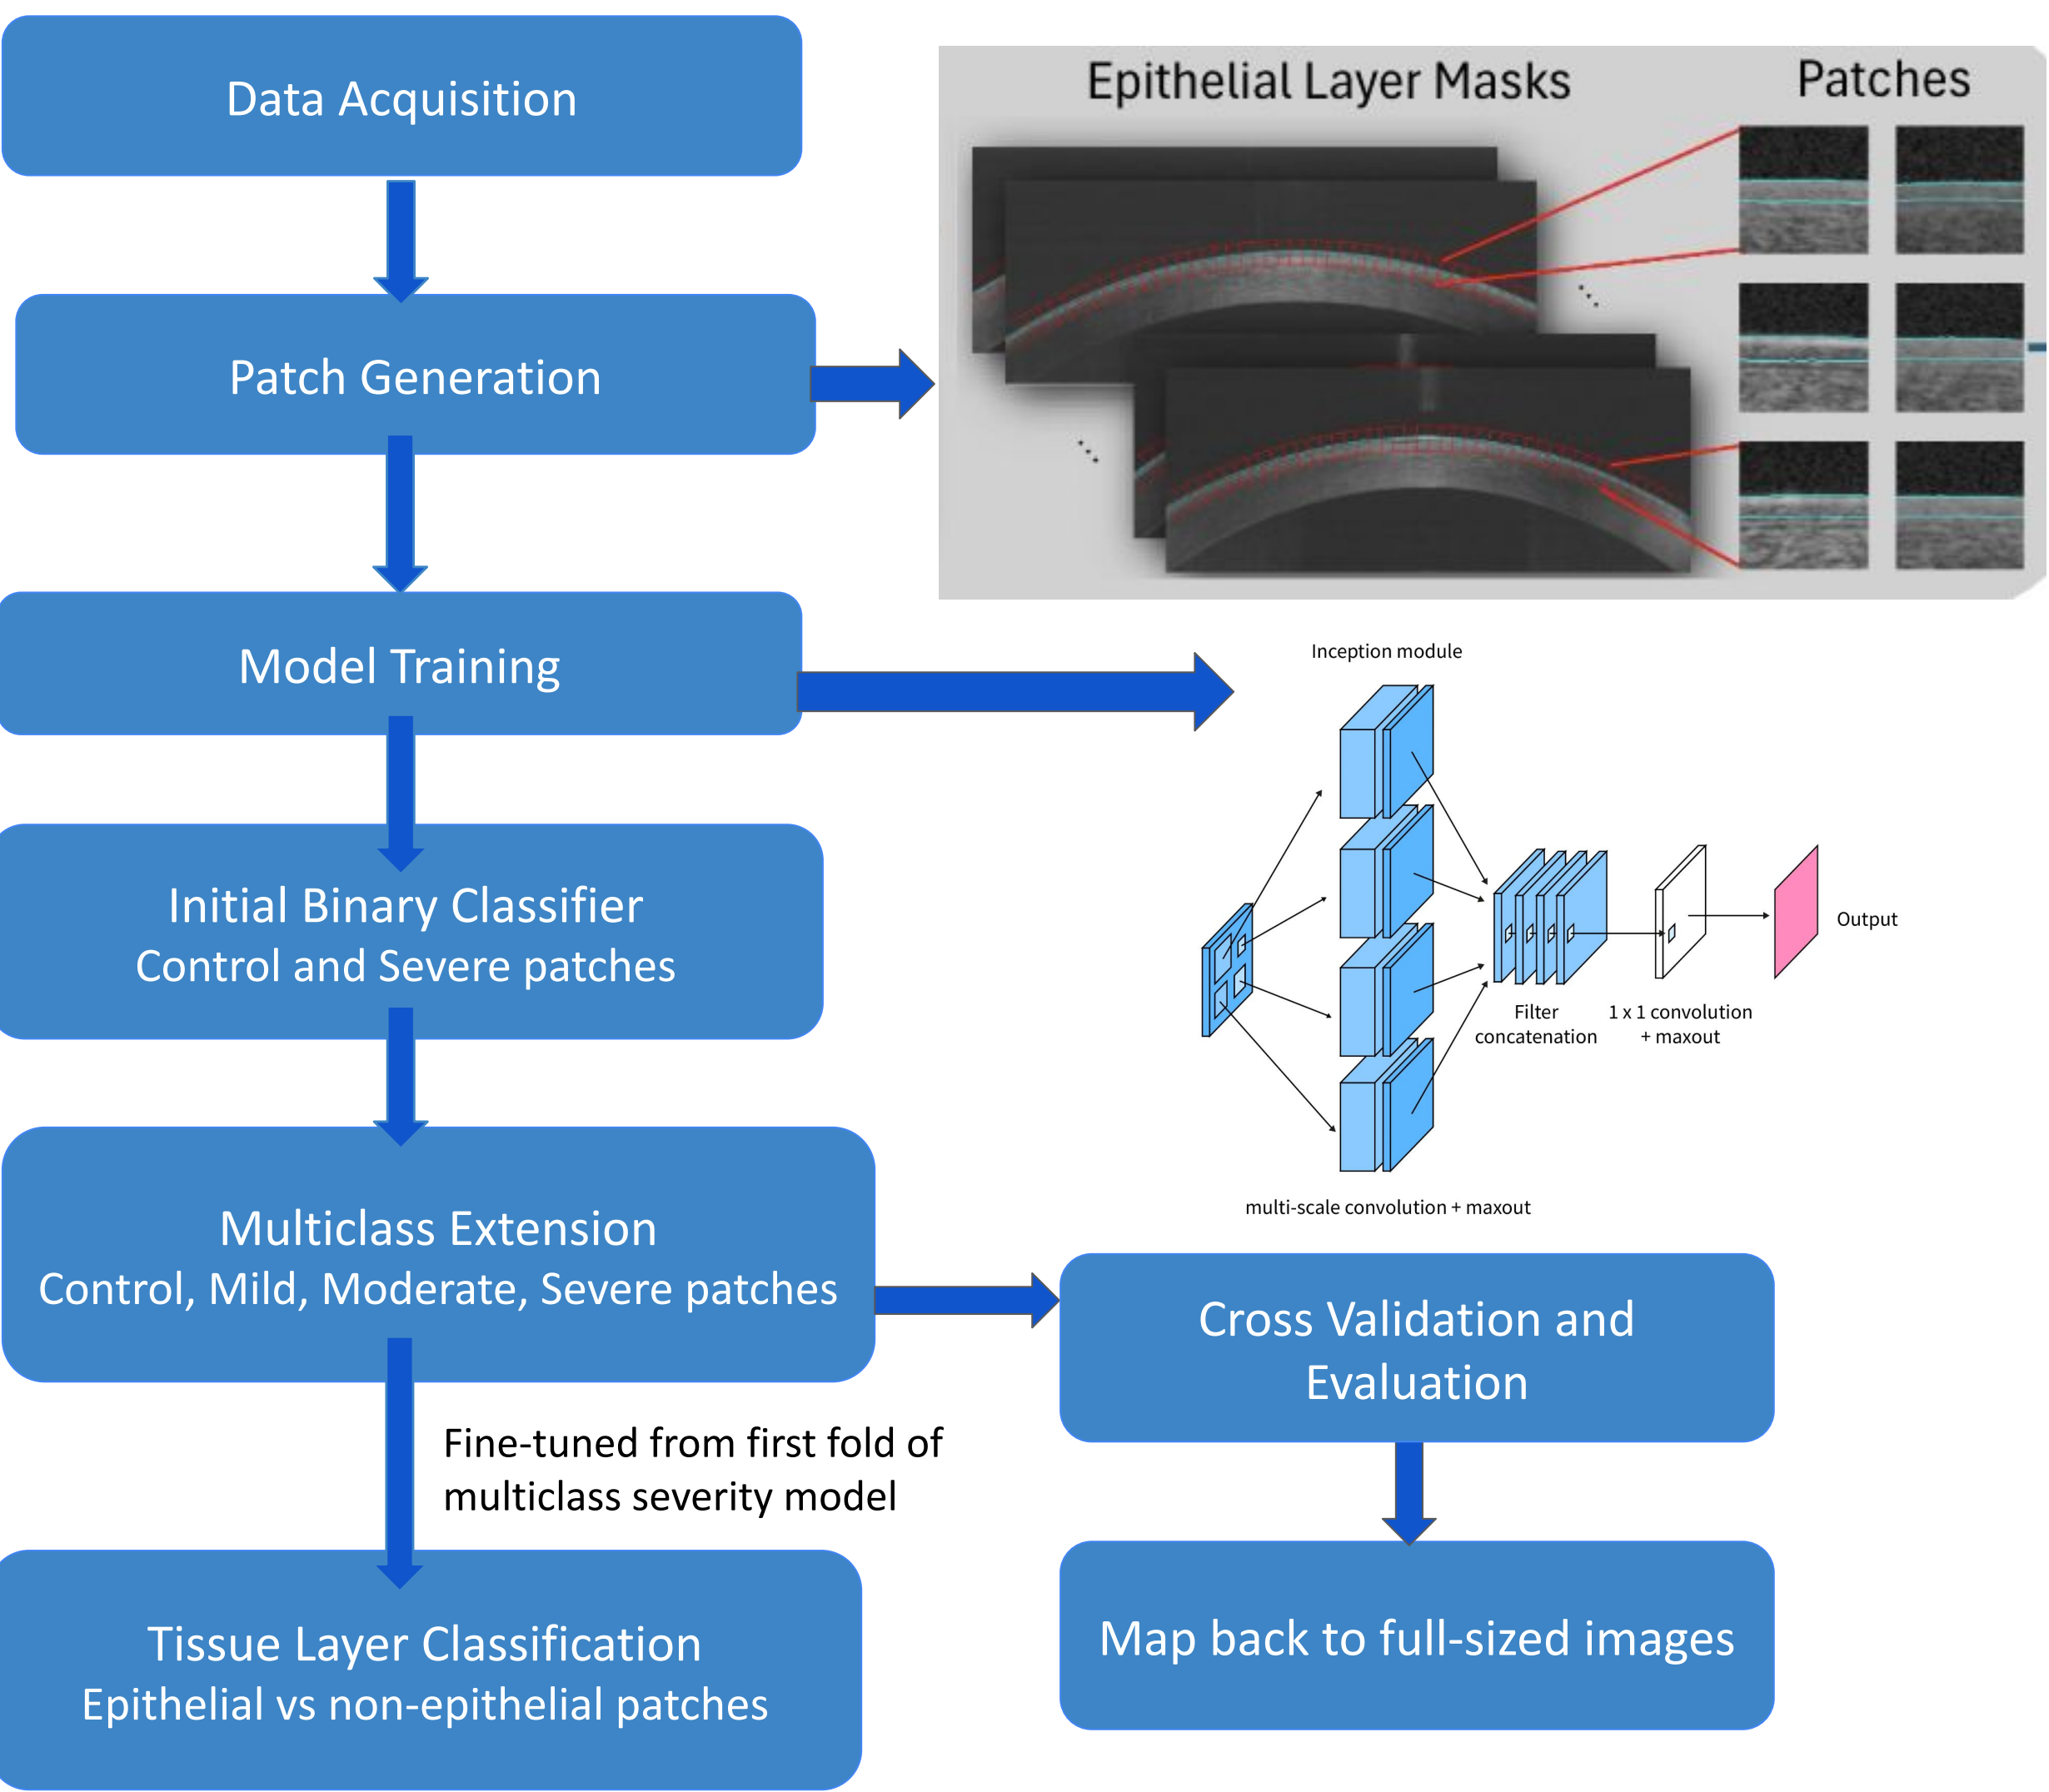 Data Acquisition
Epithelial Layer Masks
Patches
Patch Generation
Model Training
Inception module
Initial Binary Classifier
Control and Severe patches
Output
Filter
concatenation
1 x 1 convolution
+ maxout
multi-scale convolution + maxout
Multiclass Extension
Control, Mild, Moderate, Severe patches
Cross Validation and
Evaluation
Fine-tuned from first fold of
multiclass severity model
Tissue Layer Classification
Epithelial vs non-epithelial patches
Map back to full-sized images